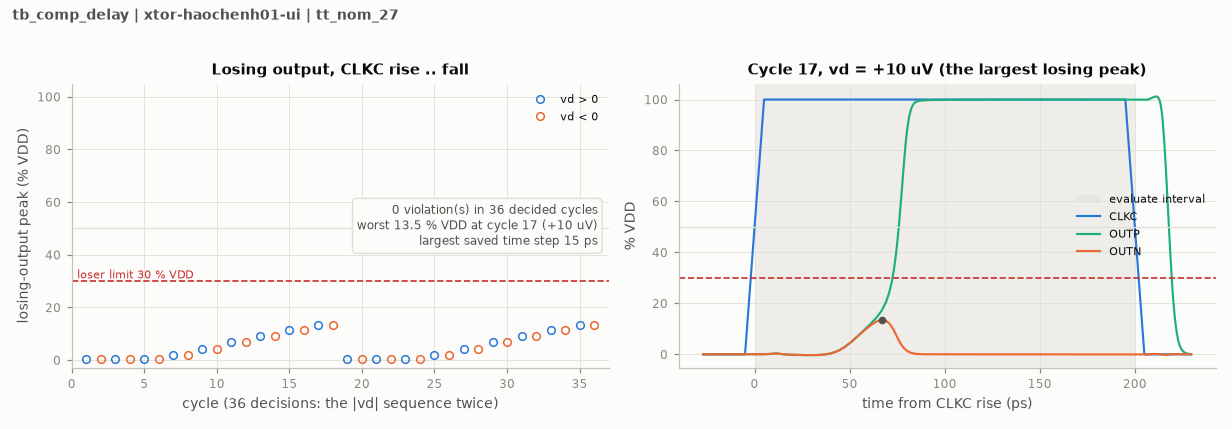 tb_comp_delay | xtor-haochenh01-ui | tt_nom_27
Losing output, CLKC rise .. fall
losing-output peak (% VDD)
100
80
60
40
20
0
vd > 0
vd < 0
0 violation(s) in 36 decided cycles
worst 13.5 % VDD at cycle 17 (+10 uV)
largest saved time step 15 ps
loser limit 30 % VDD
0 5 10 15 20 25 30 35
cycle (36 decisions: the |vd| sequence twice)
Cycle 17, vd = +10 uV (the largest losing peak)
% VDD
100
80
60
40
20
0
evaluate interval
CLKC
OUTP
OUTN
0 50 100 150 200
time from CLKC rise (ps)